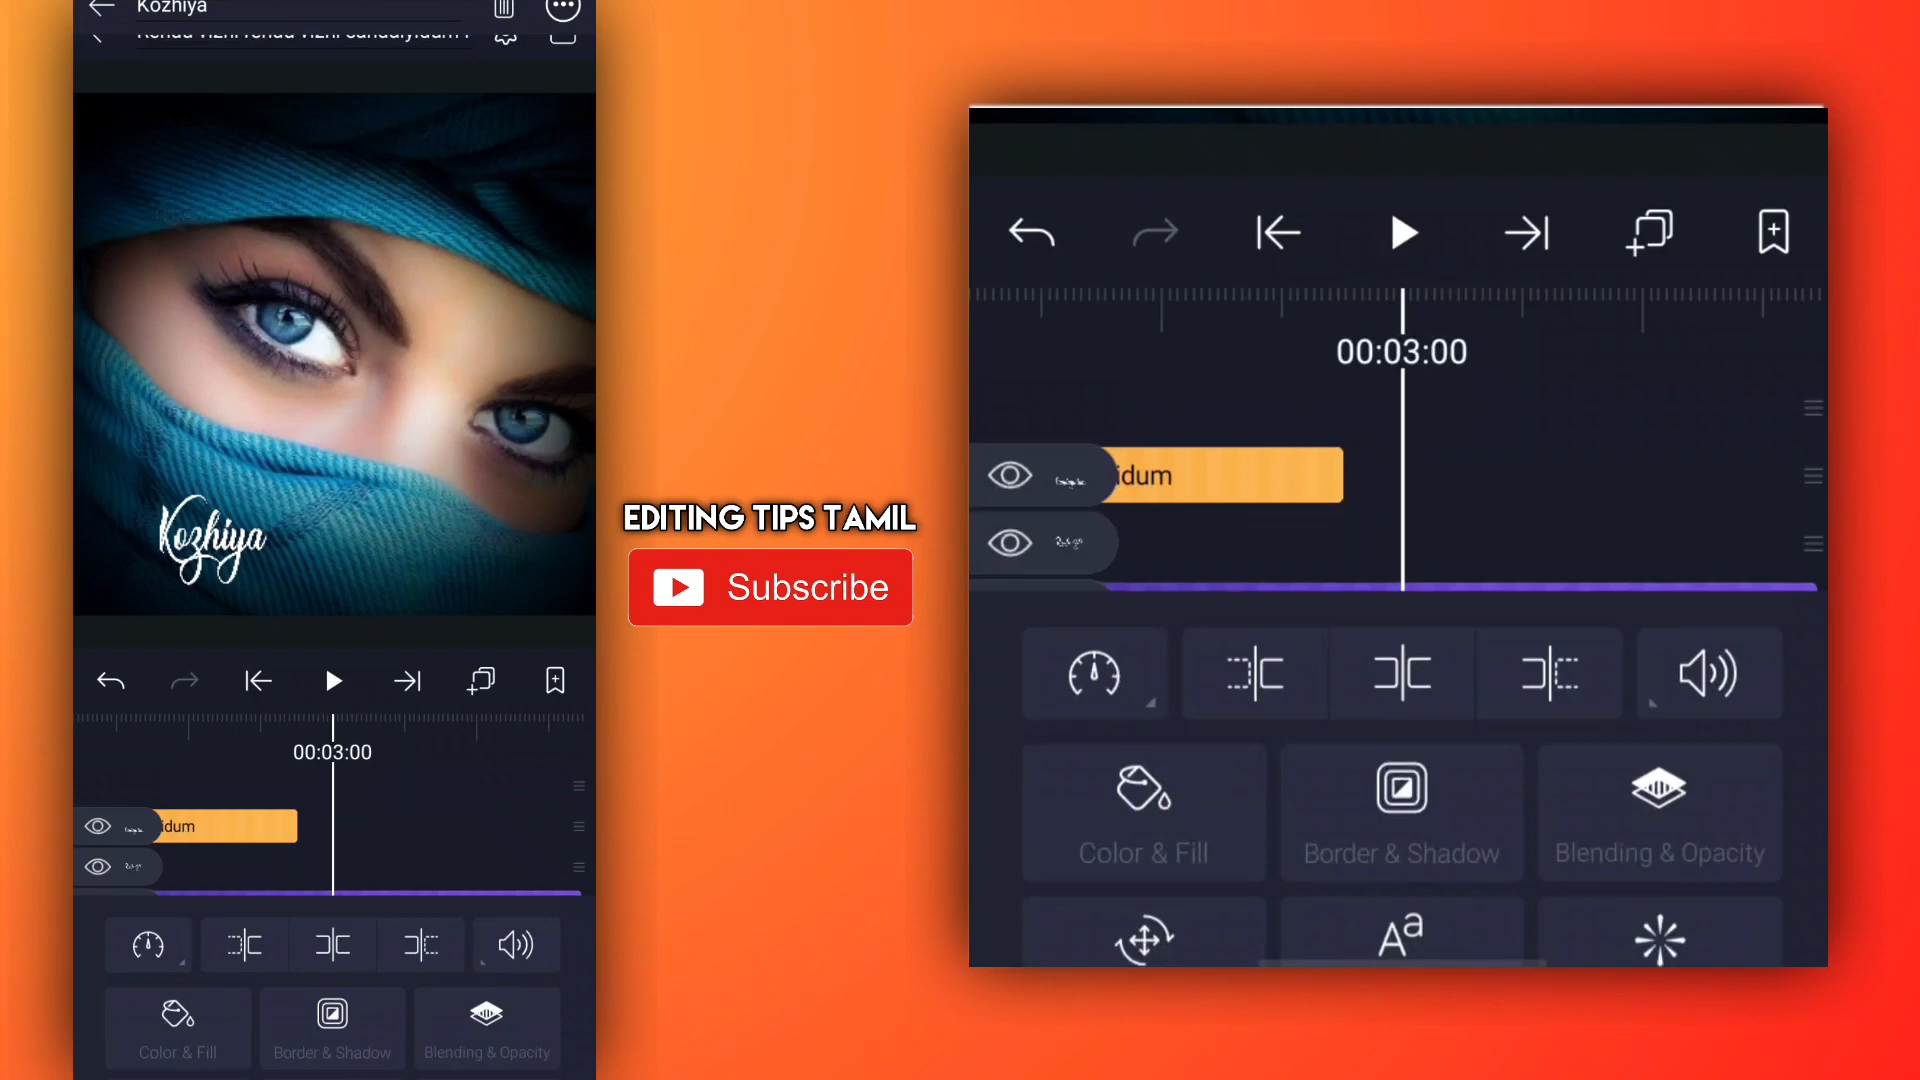 Kozhiya
Kozhiya
00:03:00
idum
Color & Fill
Border & Shadow
Blending & Opacity
EDITING TIPS TAMIL
Subscribe
00:03:00
idum
Color & Fill
Border & Shadow
Blending & Opacity
Aa